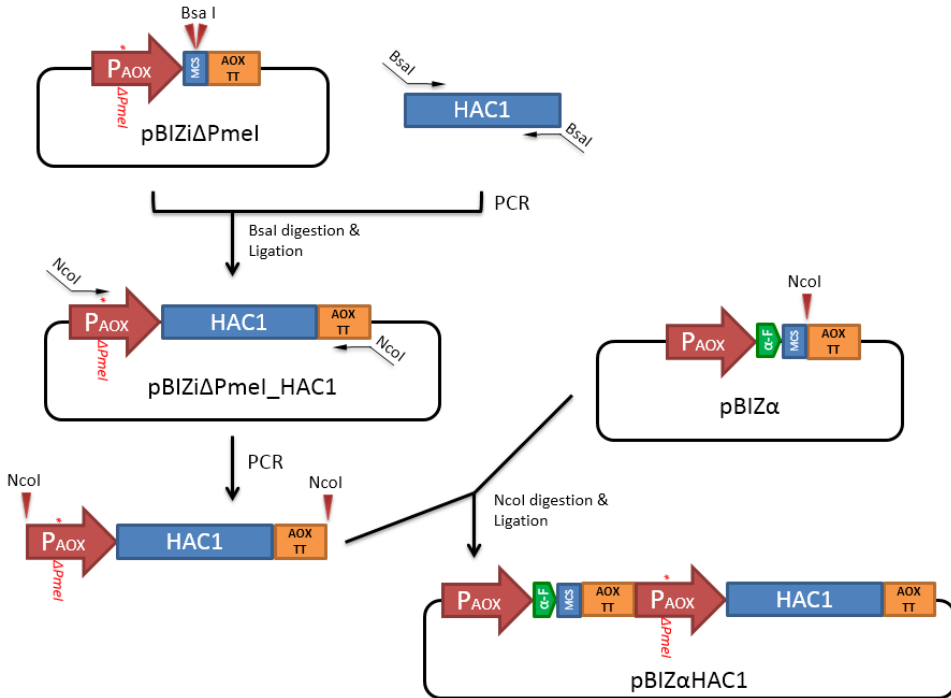 Bsa I
PAOX
MCS
AOX
TT
*
ΔPmeI
pBIZiΔPmeI
BsaI
HAC1
BsaI
PCR
BsaI digestion &
Ligation
NcoI
*
PAOX
HAC1
AOX
TT
ΔPmeI
NcoI
pBIZiΔPmeI_HAC1
NcoI
PAOX
α-F
MCS
AOX
TT
pBIZα
PCR
NcoI
NcoI
*
PAOX
HAC1
AOX
TT
ΔPmeI
NcoI digestion &
Ligation
PAOX
α-F
MCS
AOX
TT
*
PAOX
ΔPmeI
HAC1
AOX
TT
pBIZαHAC1